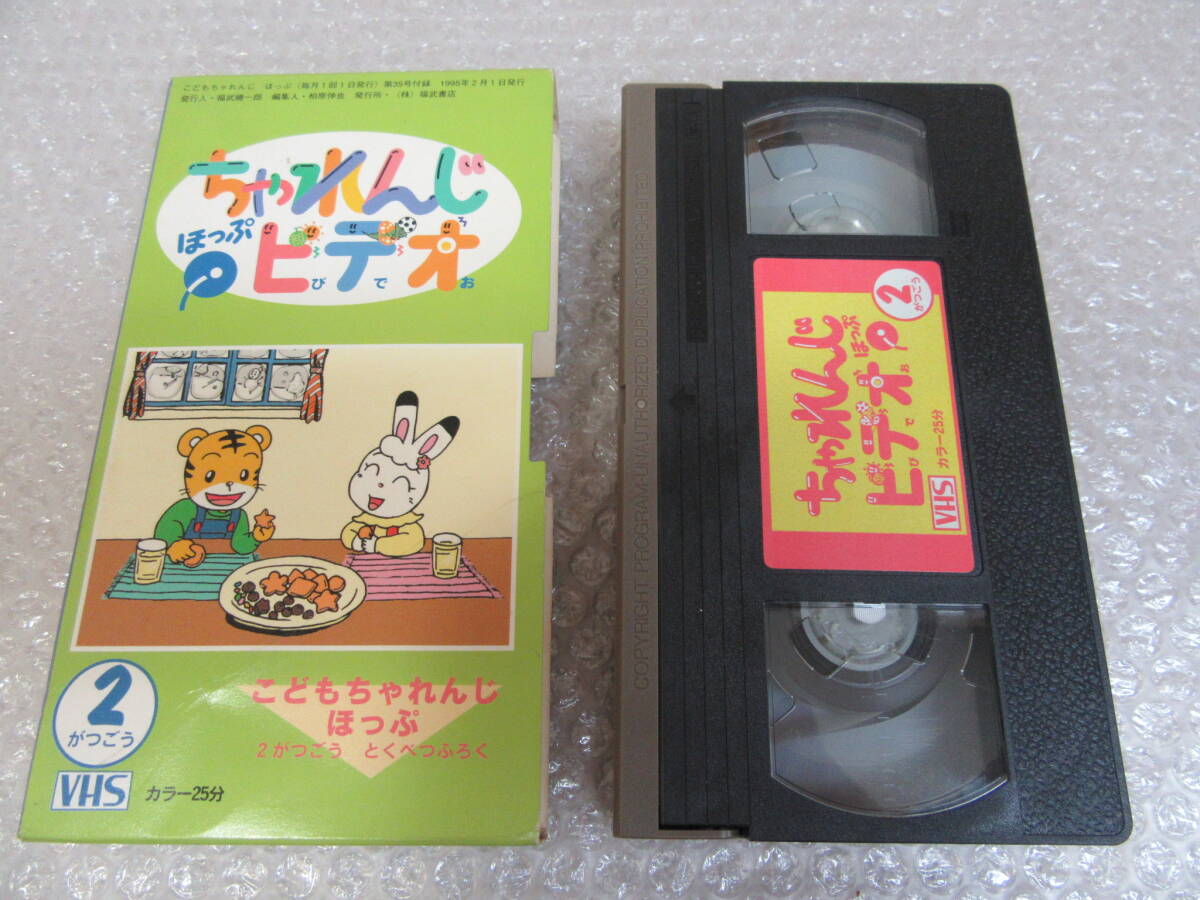 こどもちゃれんじ ほっぷ(毎月1回1日発行)第35号付録 1995年2月1日発行
発行人・福武總一郎 編集人・柏原伸也 発行所・(株)福武書店
ちゃれんじ
ほっぷ
ビデオ
びでお
2
がつごう
VHS
カラー25分
こどもちゃれんじ
ほっぷ
2がつごう とくべつふろく
COPYRIGHT PROGRAM-UNAUTHORIZED DUPLICATION PROHIBITED
2
がつごう
ちゃれんじ
ほっぷ
ビデオ
びでお
VHS
カラー25分